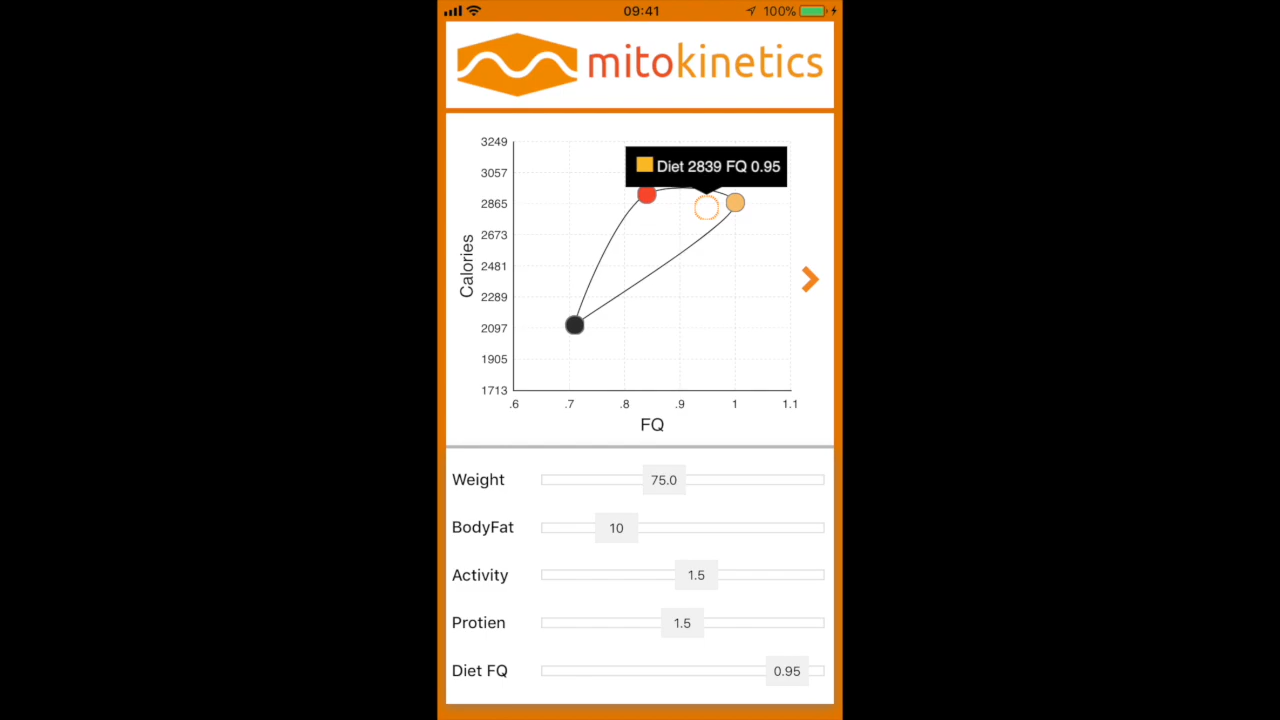 09:41
100%
mitokinetics
3249
3057
2865
2673
2481
2289
2097
1905
1713
Calories
Diet 2839 FQ 0.95
.6 .7 .8 .9 1 1.1
FQ
Weight 75.0
BodyFat 10
Activity 1.5
Protien 1.5
Diet FQ 0.95